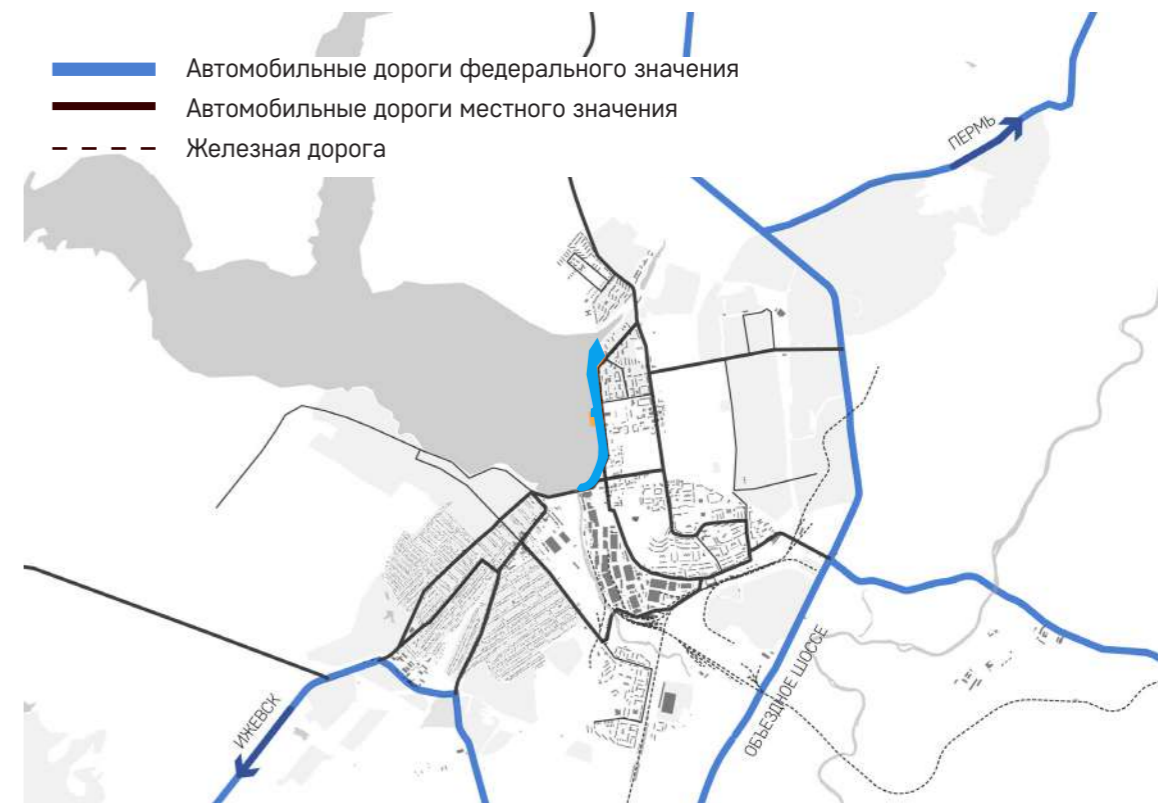 Автомобильные дороги федерального значения
Автомобильные дороги местного значения
Железная дорога
ПЕРМЬ
ИЖЕВСК
ОБЪЕЗДНОЕ ШОССЕ